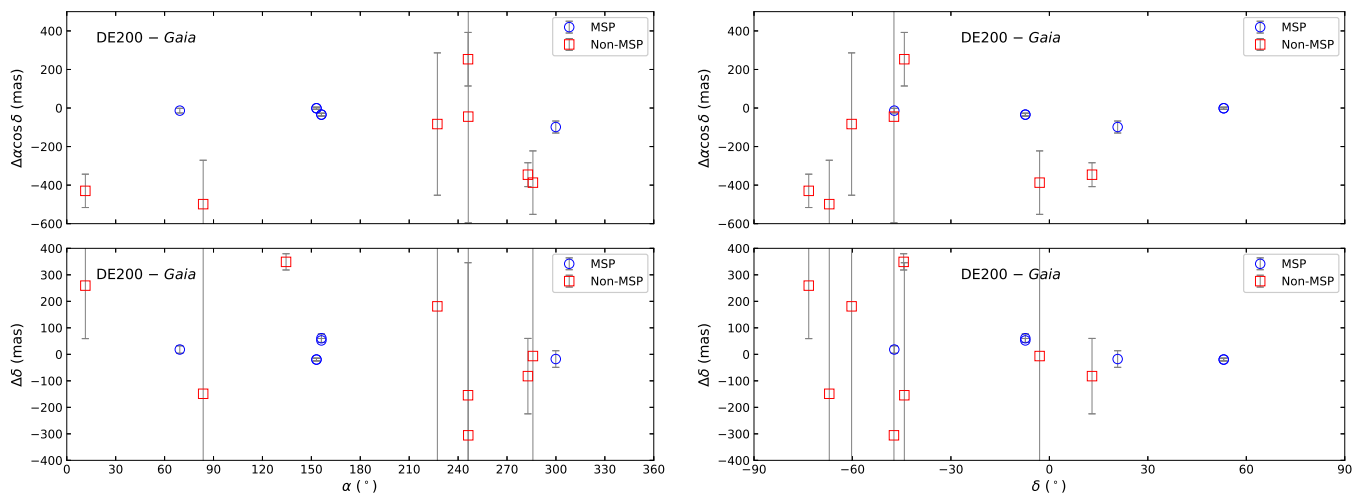 DE200 − Gaia
MSP
Non-MSP
400
200
0
−200
−400
−600
Δαcosδ (mas)
DE200 − Gaia
MSP
Non-MSP
400
200
0
−200
−400
−600
Δαcosδ (mas)
DE200 − Gaia
MSP
Non-MSP
400
300
200
100
0
−100
−200
−300
−400
Δδ (mas)
0 30 60 90 120 150 180 210 240 270 300 330 360
α (°)
DE200 − Gaia
MSP
Non-MSP
400
300
200
100
0
−100
−200
−300
−400
Δδ (mas)
−90 −60 −30 0 30 60 90
δ (°)